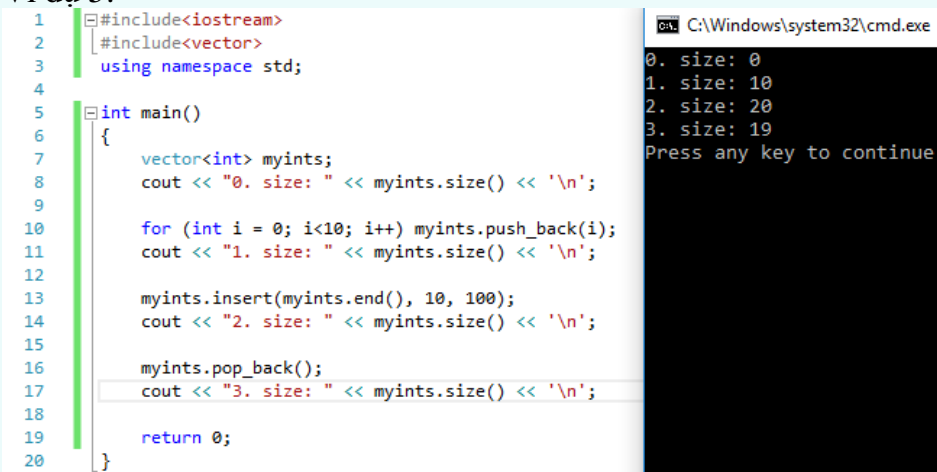 1 #include<iostream>
2 #include<vector>
3 using namespace std;
4
5 int main()
6 {
7 vector<int> myints;
8 cout << "0. size: " << myints.size() << '\n';
9
10 for (int i = 0; i<10; i++) myints.push_back(i);
11 cout << "1. size: " << myints.size() << '\n';
12
13 myints.insert(myints.end(), 10, 100);
14 cout << "2. size: " << myints.size() << '\n';
15
16 myints.pop_back();
17 cout << "3. size: " << myints.size() << '\n';
18
19 return 0;
20 }
C:\Windows\system32\cmd.exe
0. size: 0
1. size: 10
2. size: 20
3. size: 19
Press any key to continue